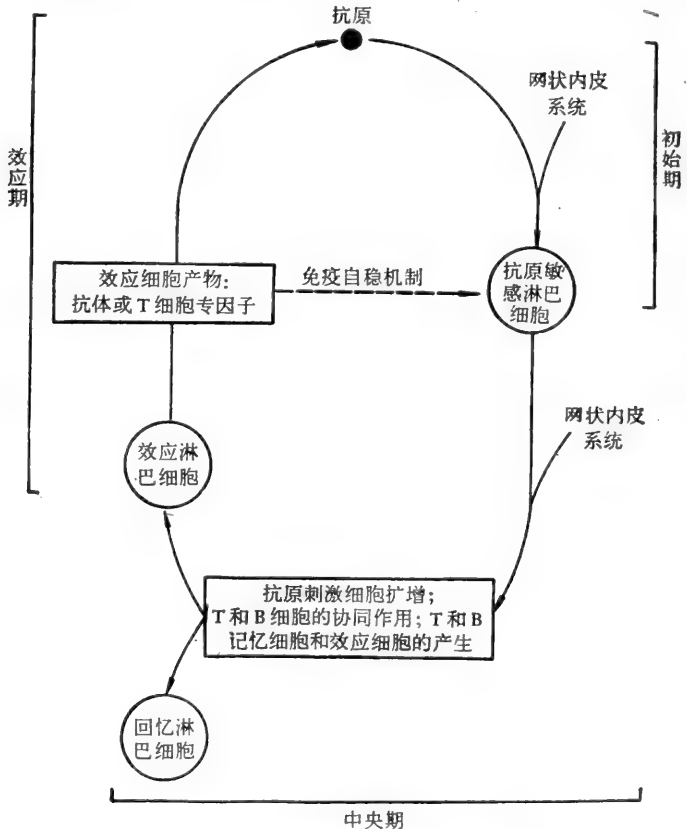 抗原
网状内皮
系统
初始期
效应期
效应细胞产物:
抗体或T细胞专因子
免疫自稳机制
抗原敏
感淋巴
细胞
网状内皮
系统
效应淋
巴细胞
抗原刺激细胞扩增;
T和B细胞的协同作用;T和B
记忆细胞和效应细胞的产生
回忆淋
巴细胞
中央期